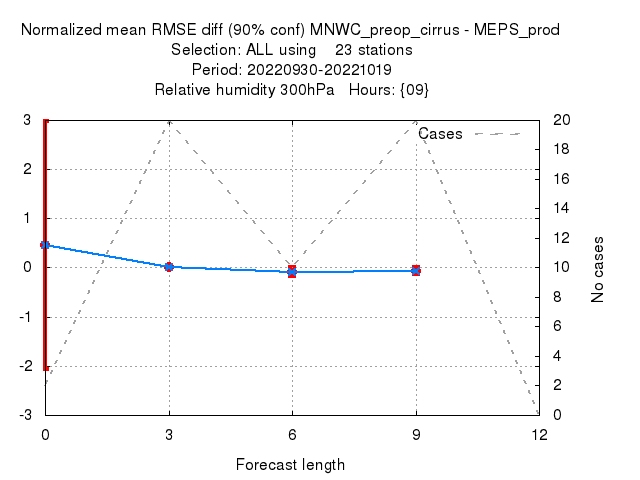 Normalized mean RMSE diff (90% conf) MNWC_preop_cirrus - MEPS_prod
Selection: ALL using    23 stations
Period: 20220930-20221019
Relative humidity 300hPa   Hours: {09}
Cases
3
2
1
0
-1
-2
-3
20
18
16
14
12
10
8
6
4
2
0
No cases
0 3 6 9 12
Forecast length